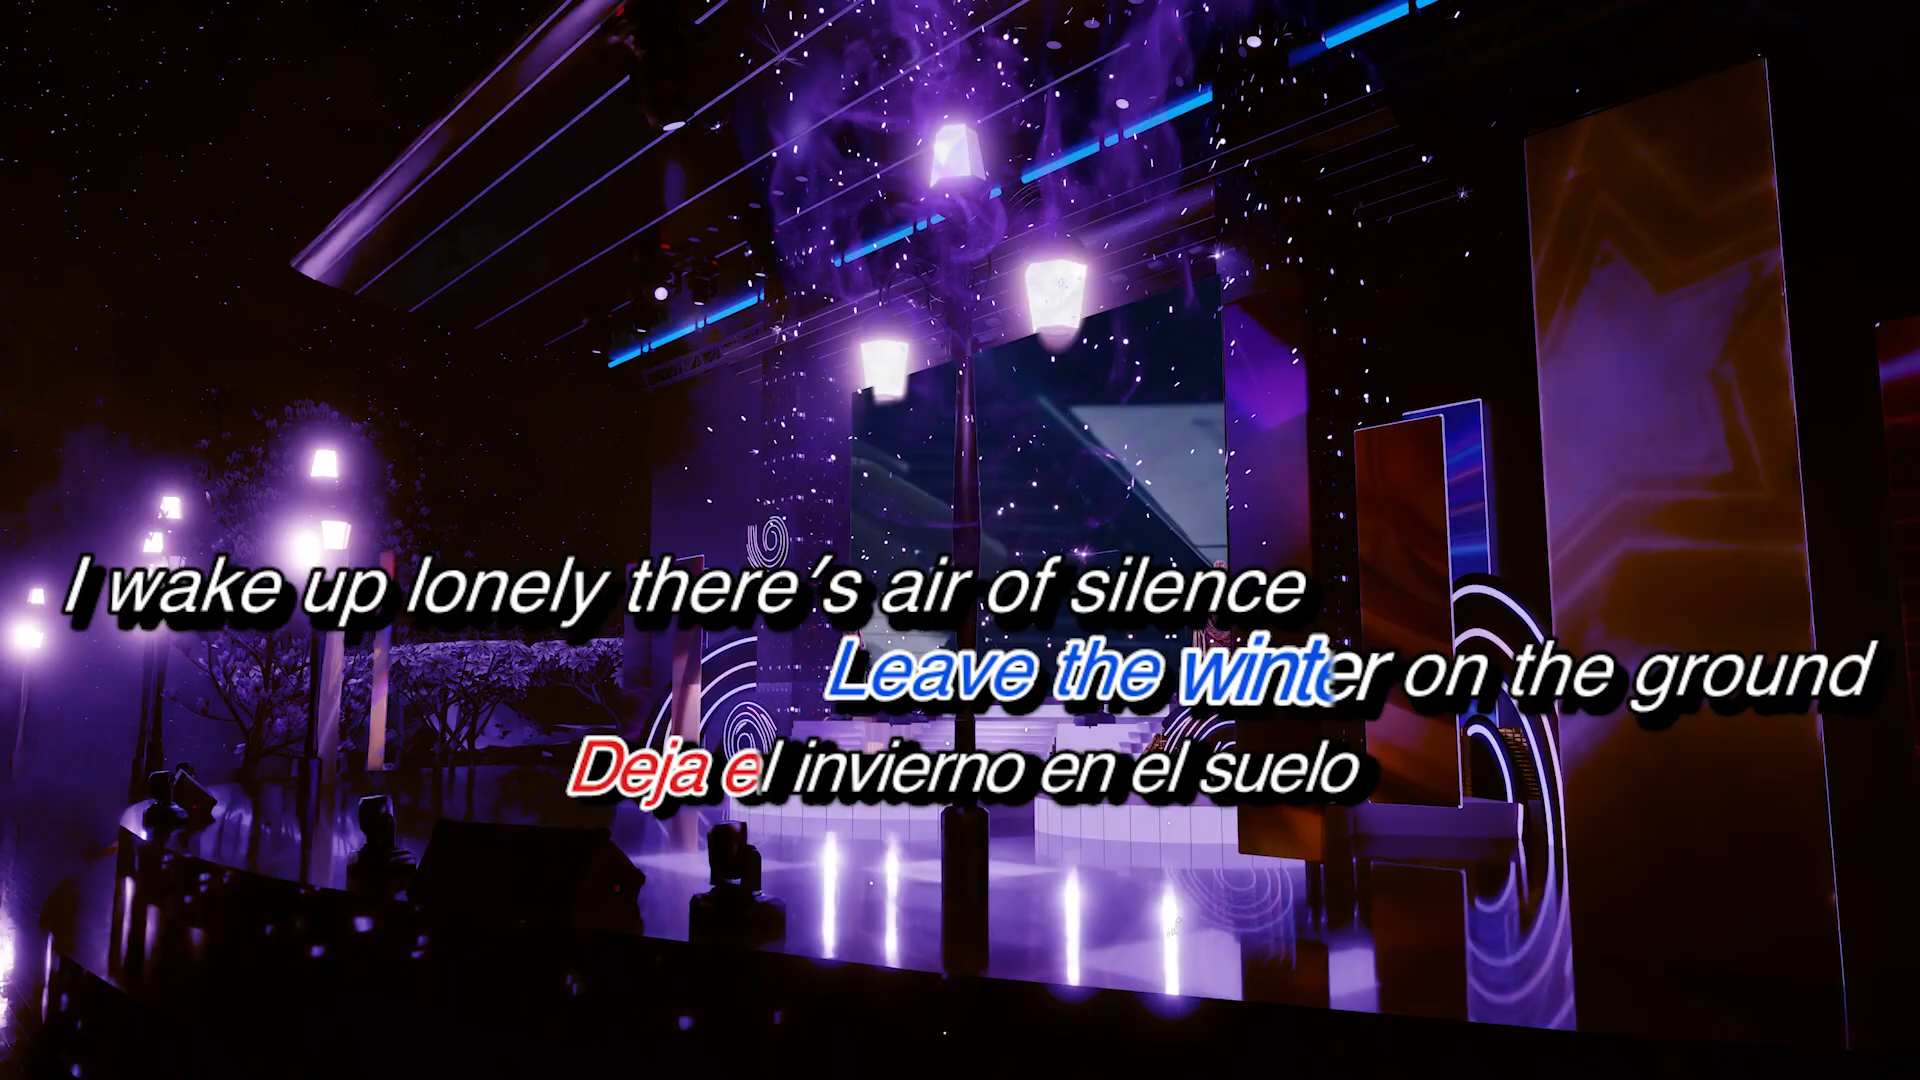 I wake up lonely there's air of silence
Leave the winter on the ground
Deja el invierno en el suelo